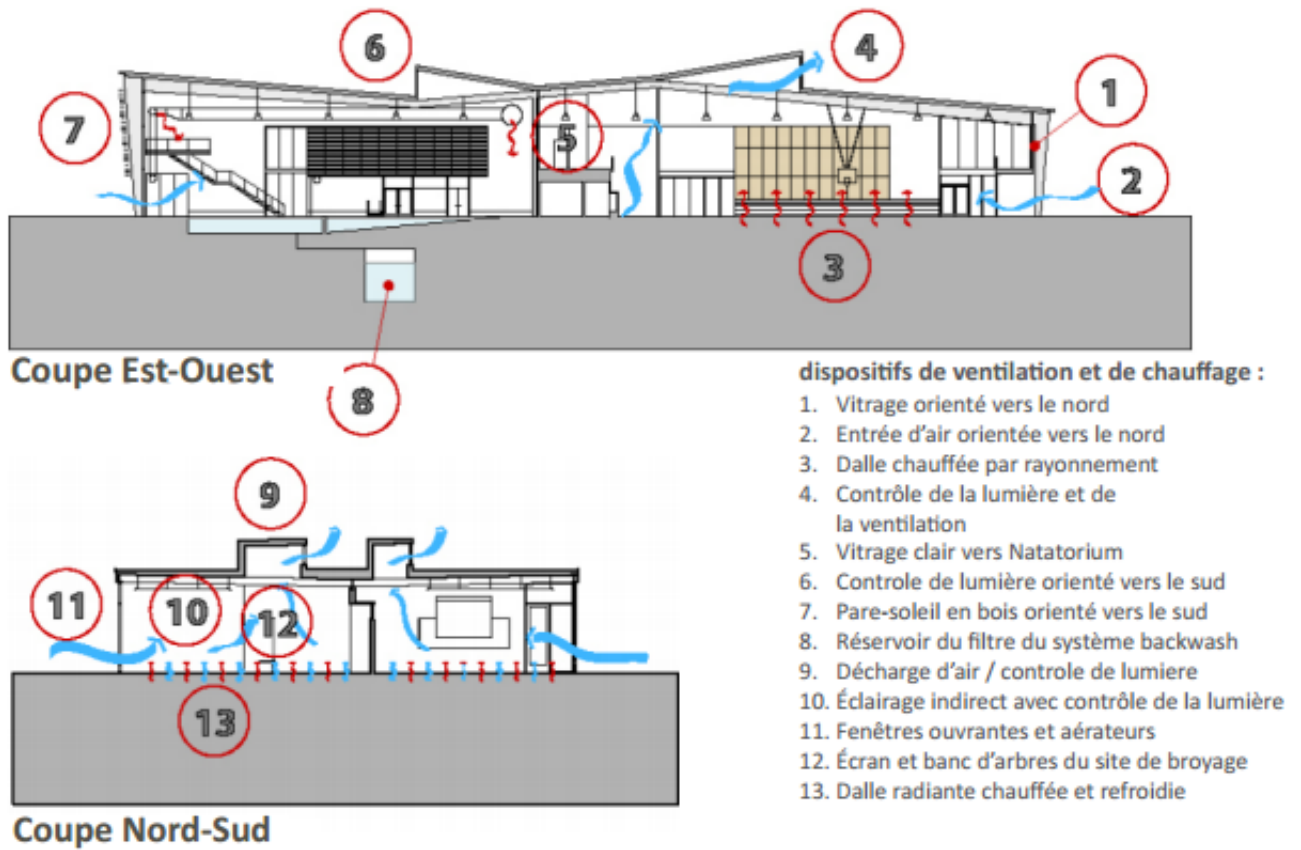 6
4
1
7
5
2
3
Coupe Est-Ouest
8
dispositifs de ventilation et de chauffage :
1. Vitrage orienté vers le nord
2. Entrée d'air orientée vers le nord
3. Dalle chauffée par rayonnement
4. Contrôle de la lumière et de
la ventilation
5. Vitrage clair vers Natatorium
6. Controle de lumière orienté vers le sud
7. Pare-soleil en bois orienté vers le sud
8. Réservoir du filtre du système backwash
9. Décharge d'air / controle de lumiere
10. Éclairage indirect avec contrôle de la lumière
11. Fenêtres ouvrantes et aérateurs
12. Écran et banc d'arbres du site de broyage
13. Dalle radiante chauffée et refroidie
9
11
10
12
13
Coupe Nord-Sud